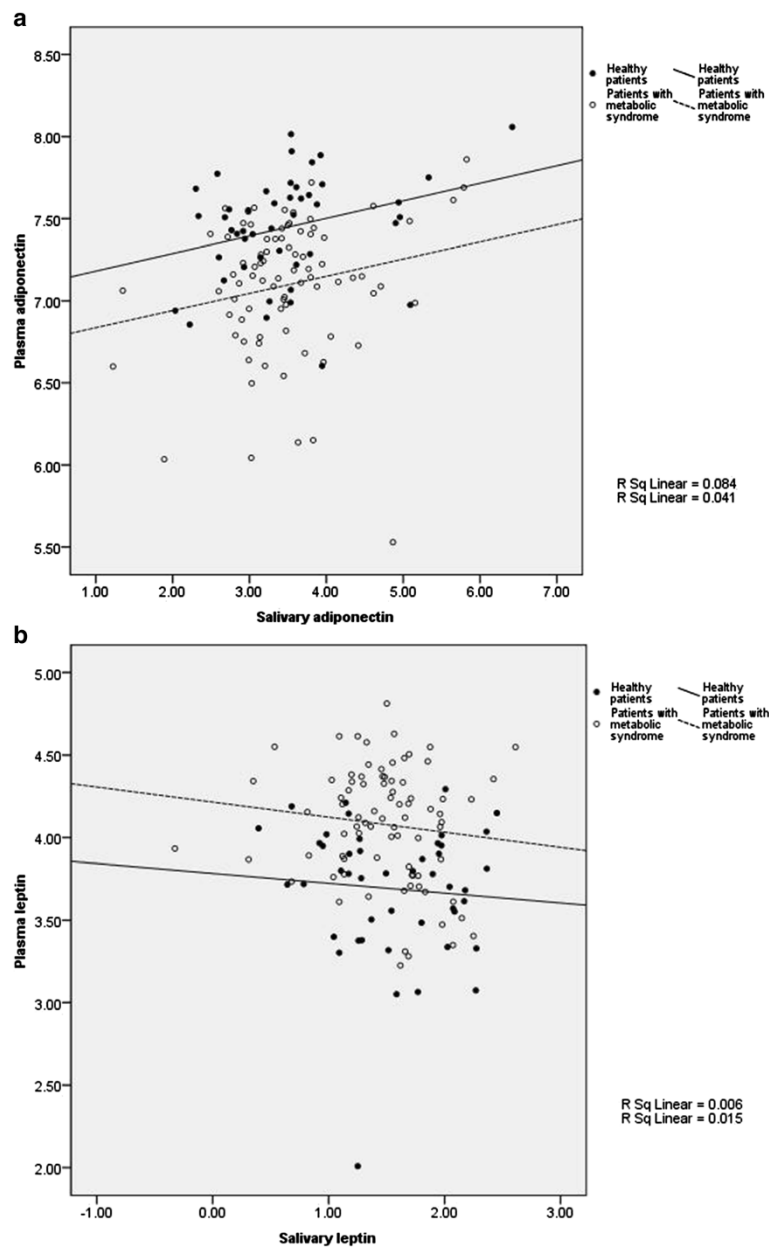 a
8.50
8.00
7.50
7.00
6.50
6.00
5.50
Plasma adiponectin
1.00 2.00 3.00 4.00 5.00 6.00 7.00
Salivary adiponectin
Healthy patients
Patients with metabolic syndrome
Healthy patients
Patients with metabolic syndrome
R Sq Linear = 0.084
R Sq Linear = 0.041
b
5.00
4.50
4.00
3.50
3.00
2.50
2.00
Plasma leptin
-1.00 0.00 1.00 2.00 3.00
Salivary leptin
Healthy patients
Patients with metabolic syndrome
Healthy patients
Patients with metabolic syndrome
R Sq Linear = 0.006
R Sq Linear = 0.015